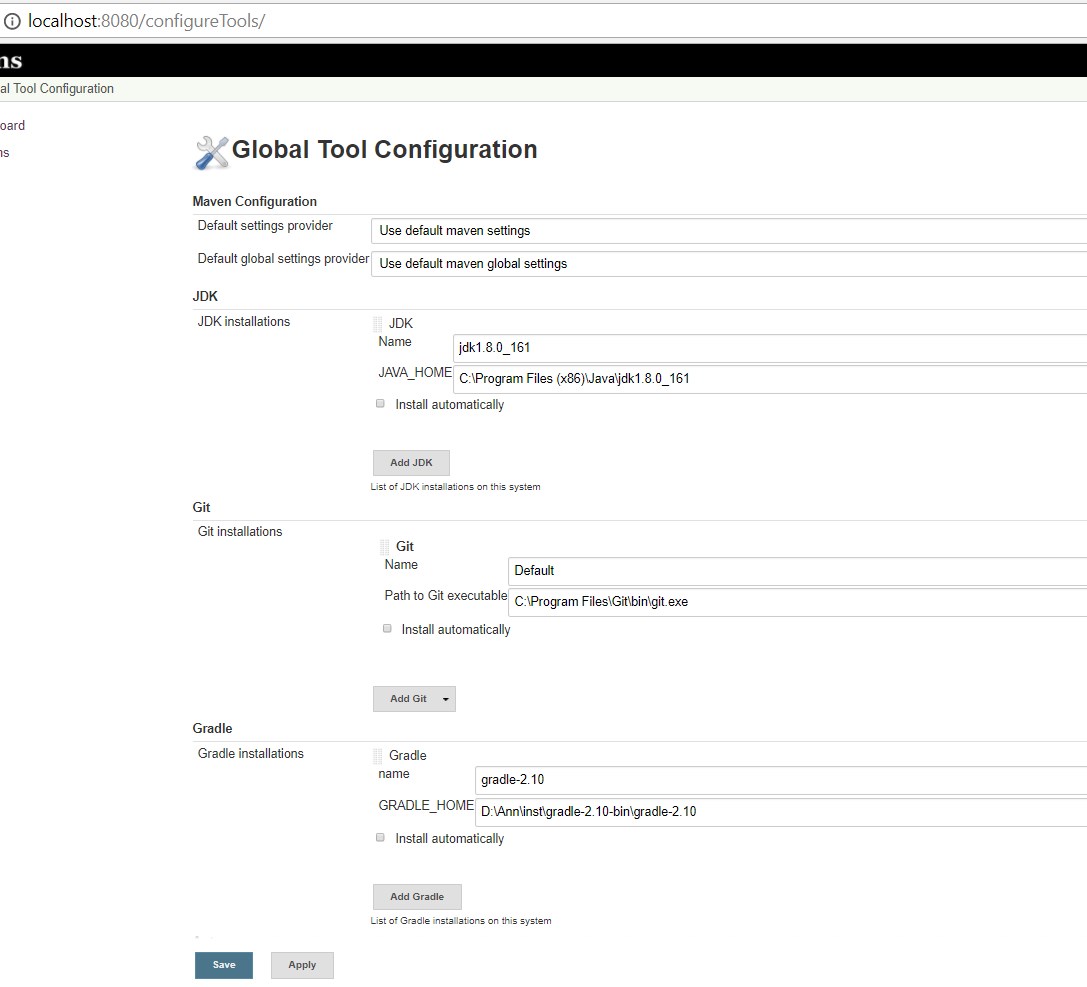 localhost:8080/configureTools/
ns
al Tool Configuration
oard
ns
Global Tool Configuration
Maven Configuration
Default settings provider
Use default maven settings
Default global settings provider
Use default maven global settings
JDK
JDK installations
JDK
Name
jdk1.8.0_161
JAVA_HOME
C:\Program Files (x86)\Java\jdk1.8.0_161
Install automatically
Add JDK
List of JDK installations on this system
Git
Git installations
Git
Name
Default
Path to Git executable
C:\Program Files\Git\bin\git.exe
Install automatically
Add Git
Gradle
Gradle installations
Gradle
name
gradle-2.10
GRADLE_HOME
D:\Ann\inst\gradle-2.10-bin\gradle-2.10
Install automatically
Add Gradle
List of Gradle installations on this system
Save
Apply